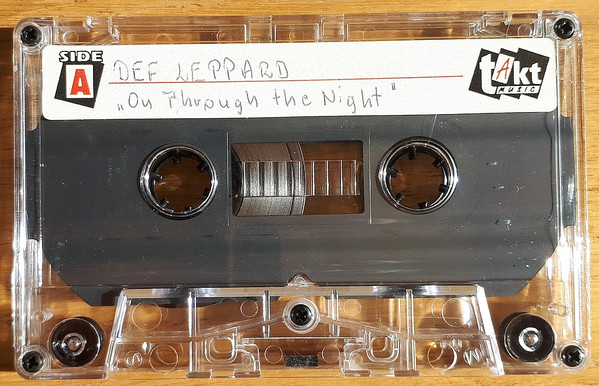 SIDE
A
DEF LEPPARD
„On Through the Night"
tAkt
MUSIC